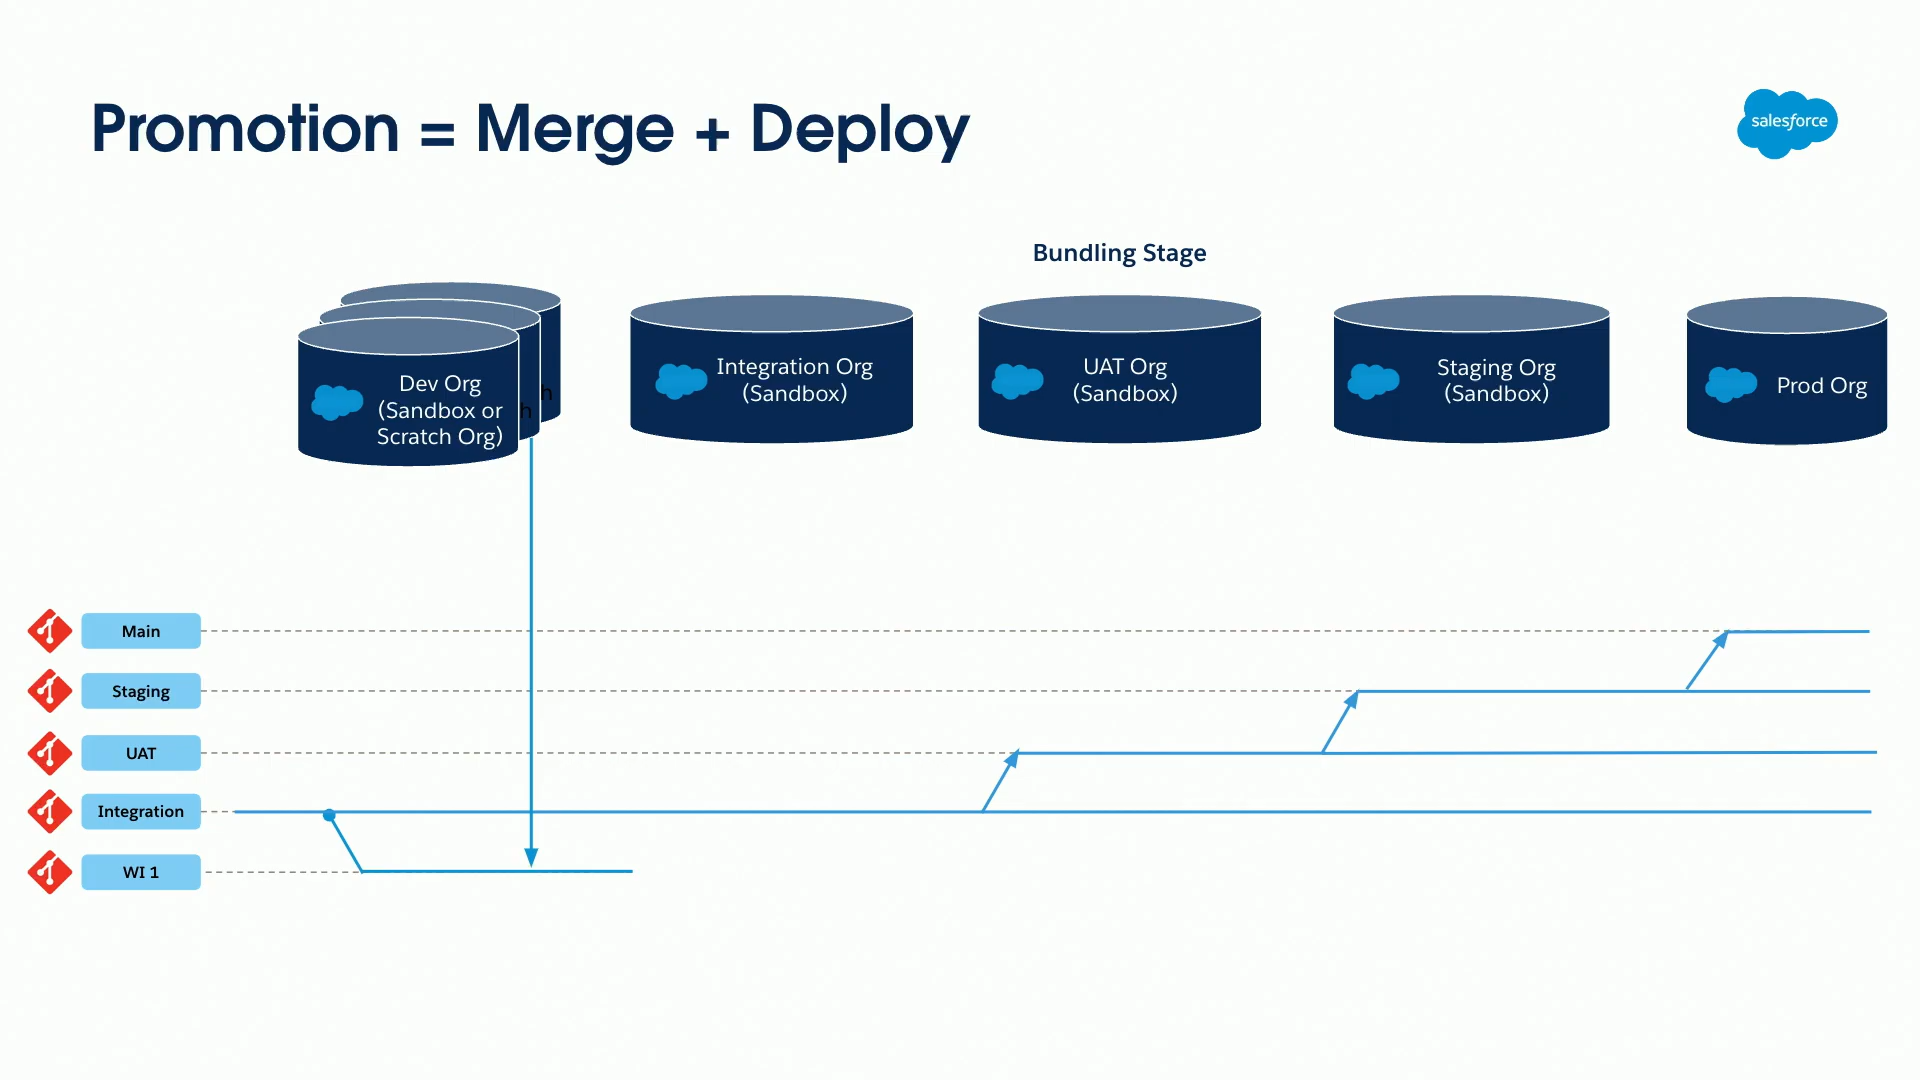 Promotion = Merge + Deploy
salesforce
Bundling Stage
Dev Org
(Sandbox or
Scratch Org)
h
h
Integration Org
(Sandbox)
UAT Org
(Sandbox)
Staging Org
(Sandbox)
Prod Org
Main
Staging
UAT
Integration
WI 1